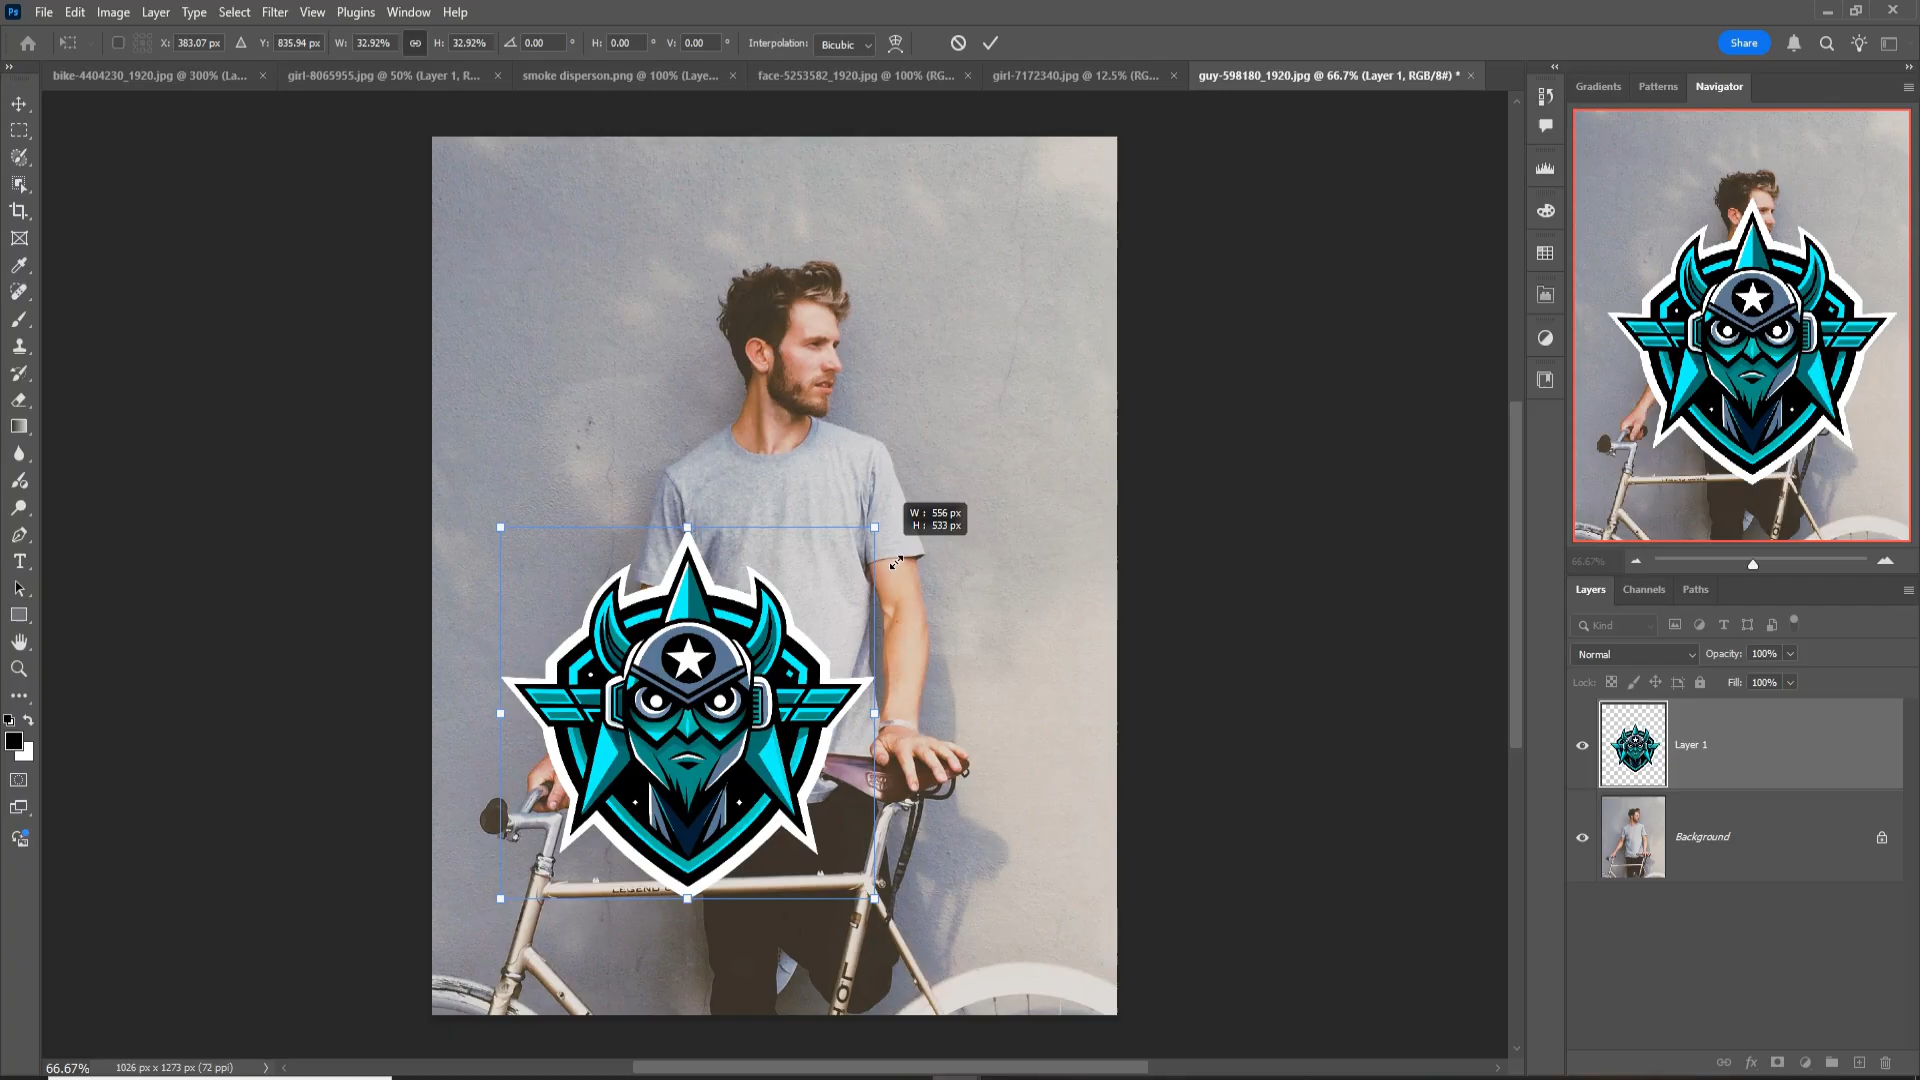 Ps File Edit Image Layer Type Select Filter View Plugins Window Help
X: 383.07 px Y: 835.94 px W: 32.92% H: 32.92% 0.00 ° H: 0.00 ° V: 0.00 ° Interpolation: Bicubic Share
bike-4404230_1920.jpg @ 300% (La... × girl-8065955.jpg @ 50% (Layer 1, R... × smoke disperson.png @ 100% (Laye... × face-5253582_1920.jpg @ 100% (RG... × girl-7172340.jpg @ 12.5% (RG... × guy-598180_1920.jpg @ 66.7% (Layer 1, RGB/8#) * ×
Gradients Patterns Navigator
W : 556 px
H : 533 px
66.67%
Layers Channels Paths
Kind
Normal Opacity: 100%
Lock: Fill: 100%
Layer 1
Background
LEGEND
LO
66.67% 1026 px x 1273 px (72 ppi)